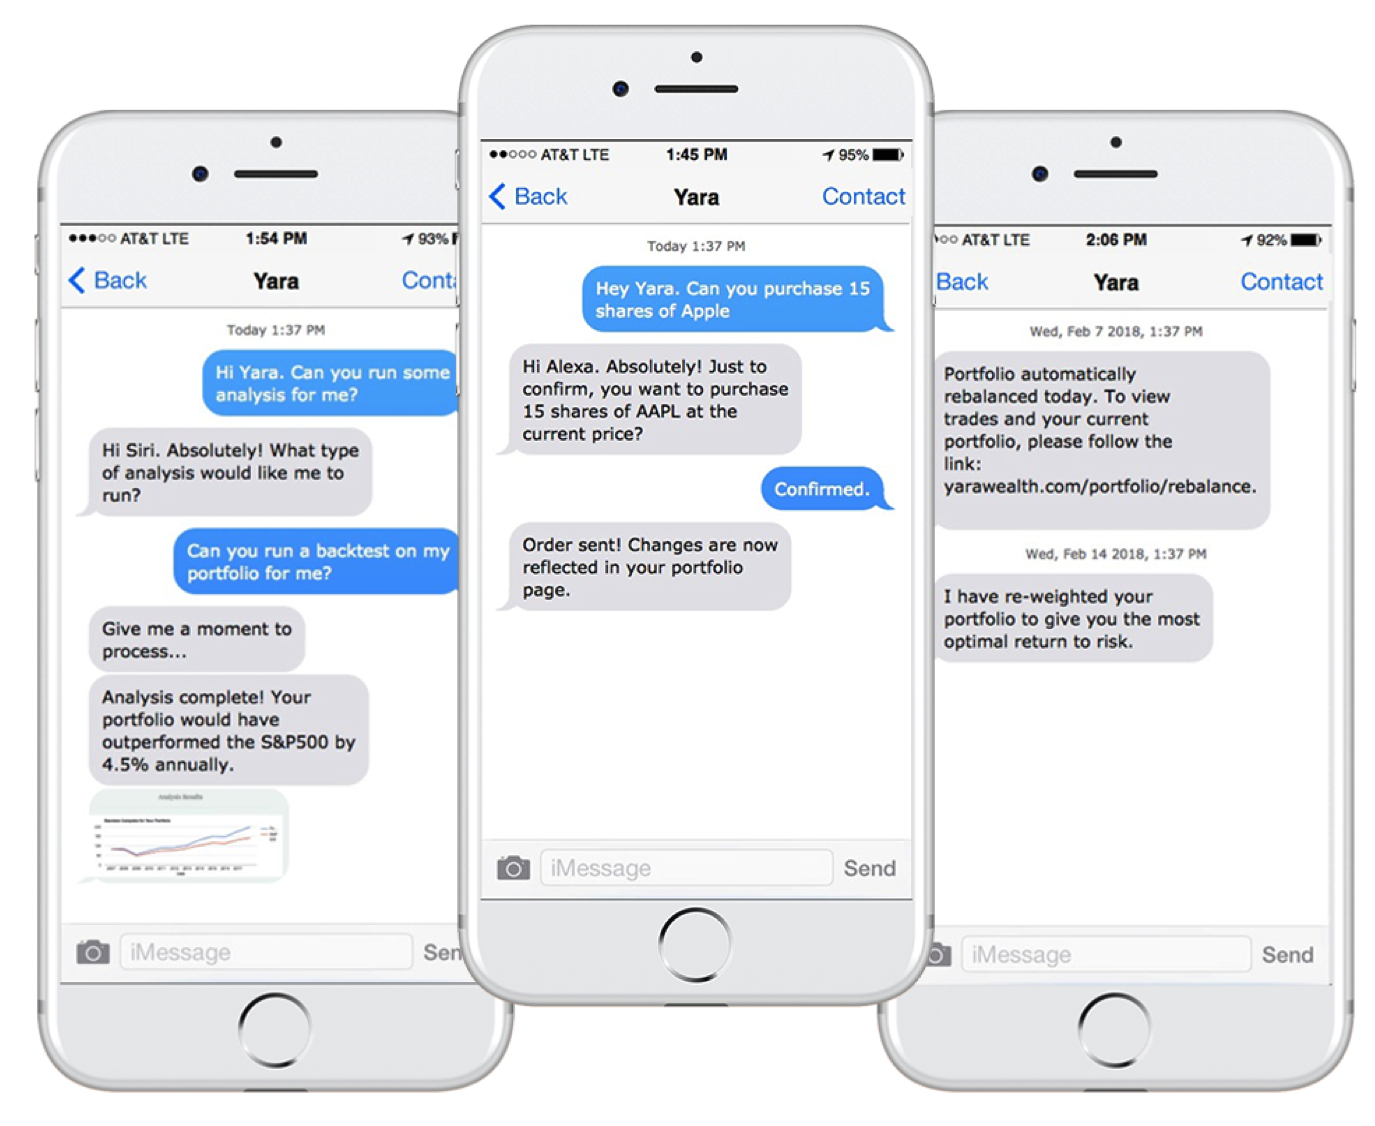 AT&T LTE 1:54 PM 93%
Back Yara Conta
Today 1:37 PM
Hi Yara. Can you run some
analysis for me?
Hi Siri. Absolutely! What type
of analysis would like me to
run?
Can you run a backtest on my
portfolio for me?
Give me a moment to
process...
Analysis complete! Your
portfolio would have
outperformed the S&P500 by
4.5% annually.
Analysis Results
iMessage Sen
AT&T LTE 1:45 PM 95%
Back Yara Contact
Today 1:37 PM
Hey Yara. Can you purchase 15
shares of Apple
Hi Alexa. Absolutely! Just to
confirm, you want to purchase
15 shares of AAPL at the
current price?
Confirmed.
Order sent! Changes are now
reflected in your portfolio
page.
iMessage Send
AT&T LTE 2:06 PM 92%
Back Yara Contact
Wed, Feb 7 2018, 1:37 PM
Portfolio automatically
rebalanced today. To view
trades and your current
portfolio, please follow the
link:
yarawealth.com/portfolio/rebalance.
Wed, Feb 14 2018, 1:37 PM
I have re-weighted your
portfolio to give you the most
optimal return to risk.
iMessage Send